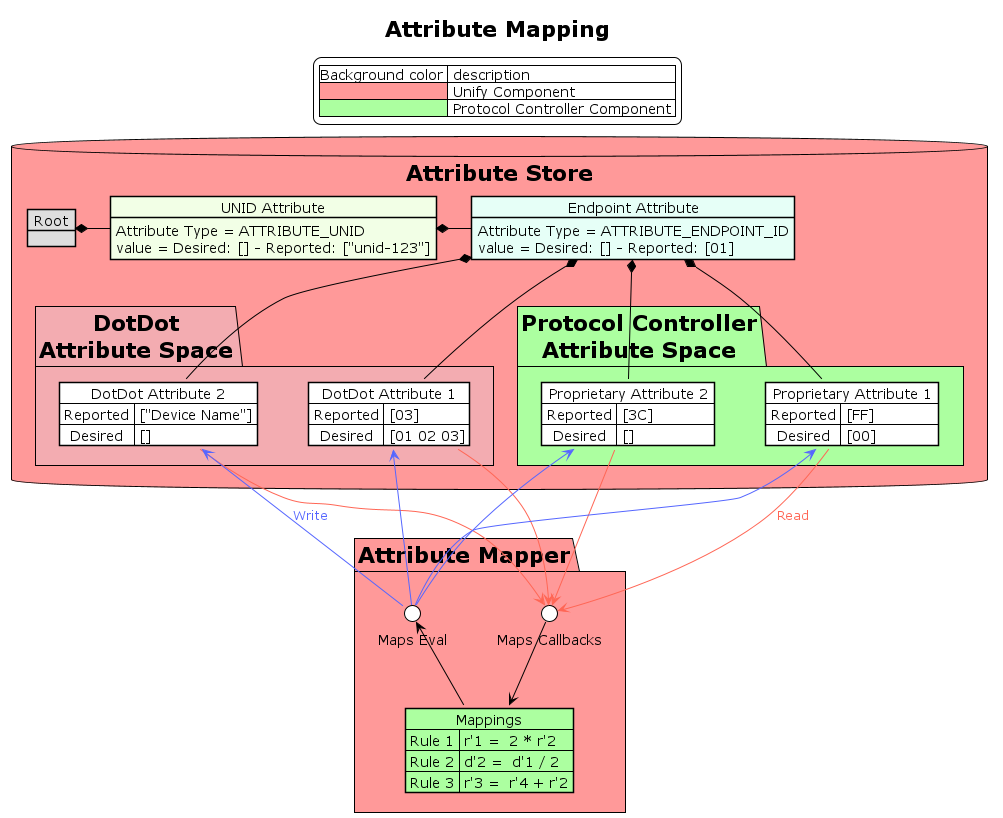 Attribute Mapping
Background color description
Unify Component
Protocol Controller Component
Attribute Store
Root
UNID Attribute
Attribute Type = ATTRIBUTE_UNID
value = Desired: [] - Reported: ["unid-123"]
Endpoint Attribute
Attribute Type = ATTRIBUTE_ENDPOINT_ID
value = Desired: [] - Reported: [01]
DotDot
Attribute Space
Protocol Controller
Attribute Space
DotDot Attribute 2
Reported ["Device Name"]
Desired []
DotDot Attribute 1
Reported [03]
Desired [01 02 03]
Proprietary Attribute 2
Reported [3C]
Desired []
Proprietary Attribute 1
Reported [FF]
Desired [00]
Write
Read
Attribute Mapper
Maps Eval
Maps Callbacks
Mappings
Rule 1 r'1 = 2 * r'2
Rule 2 d'2 = d'1 / 2
Rule 3 r'3 = r'4 + r'2